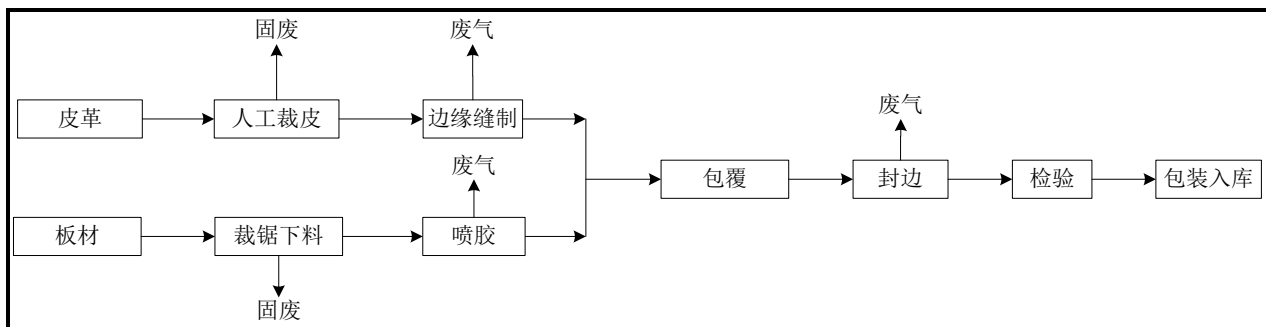 固废
废气
皮革
人工裁皮
边缘缝制
废气
废气
包覆
封边
检验
包装入库
板材
裁锯下料
喷胶
固废